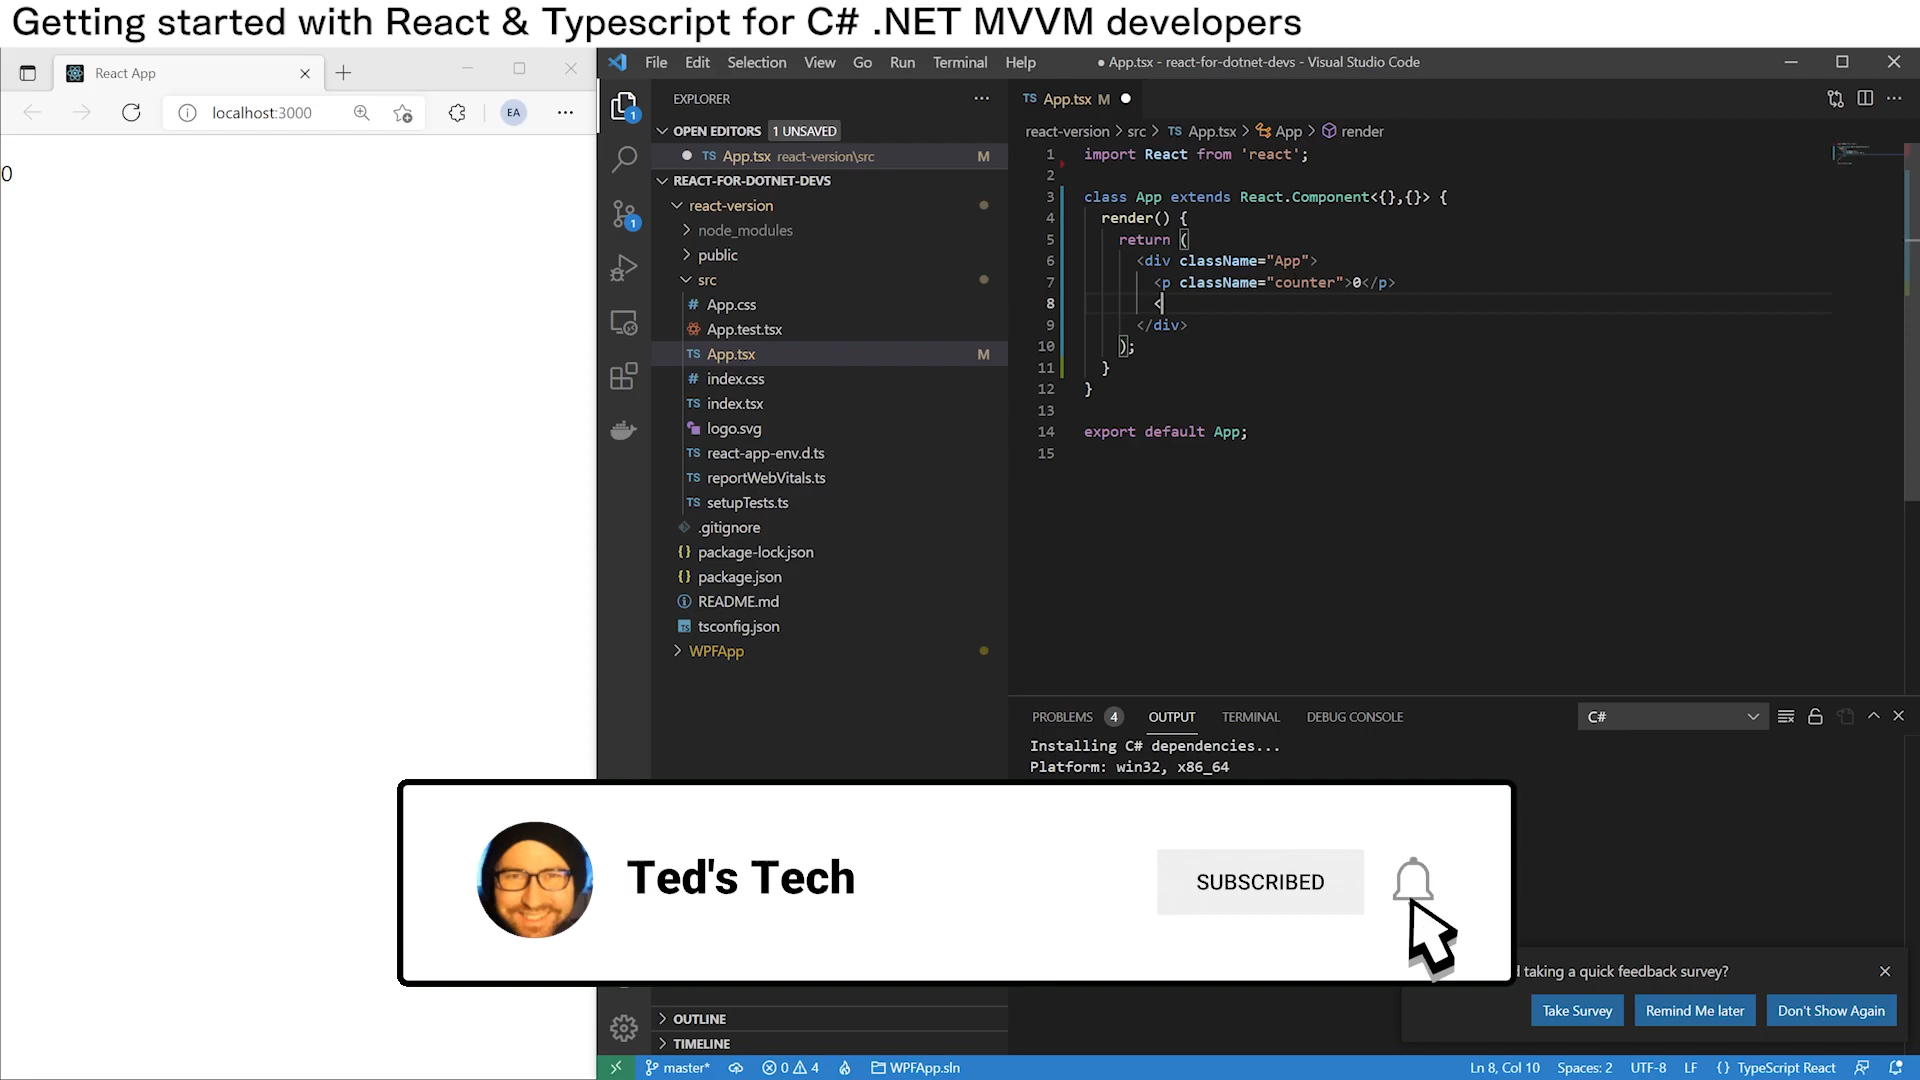 Getting started with React & Typescript for C# .NET MVVM developers
React App
localhost:3000
EA
0
File Edit Selection View Go Run Terminal Help
● App.tsx - react-for-dotnet-devs - Visual Studio Code
1
1
EXPLORER
OPEN EDITORS 1 UNSAVED
TS App.tsx react-version\src M
REACT-FOR-DOTNET-DEVS
react-version
node_modules
public
src
# App.css
App.test.tsx
TS App.tsx M
# index.css
TS index.tsx
logo.svg
TS react-app-env.d.ts
TS reportWebVitals.ts
TS setupTests.ts
.gitignore
{} package-lock.json
{} package.json
README.md
TS tsconfig.json
WPFApp
OUTLINE
TIMELINE
TS App.tsx M
react-version > src > TS App.tsx > App > render
1 import React from 'react';
2
3 class App extends React.Component<{},{}> {
4 render() {
5 return (
6 <div className="App">
7 <p className="counter">0</p>
8 <
9 </div>
10 );
11 }
12 }
13
14 export default App;
15
PROBLEMS 4 OUTPUT TERMINAL DEBUG CONSOLE
C#
Installing C# dependencies...
Platform: win32, x86_64
Ted's Tech
SUBSCRIBED
taking a quick feedback survey?
Take Survey Remind Me later Don't Show Again
master* 0 4 WPFApp.sln
Ln 8, Col 10 Spaces: 2 UTF-8 LF {} TypeScript React